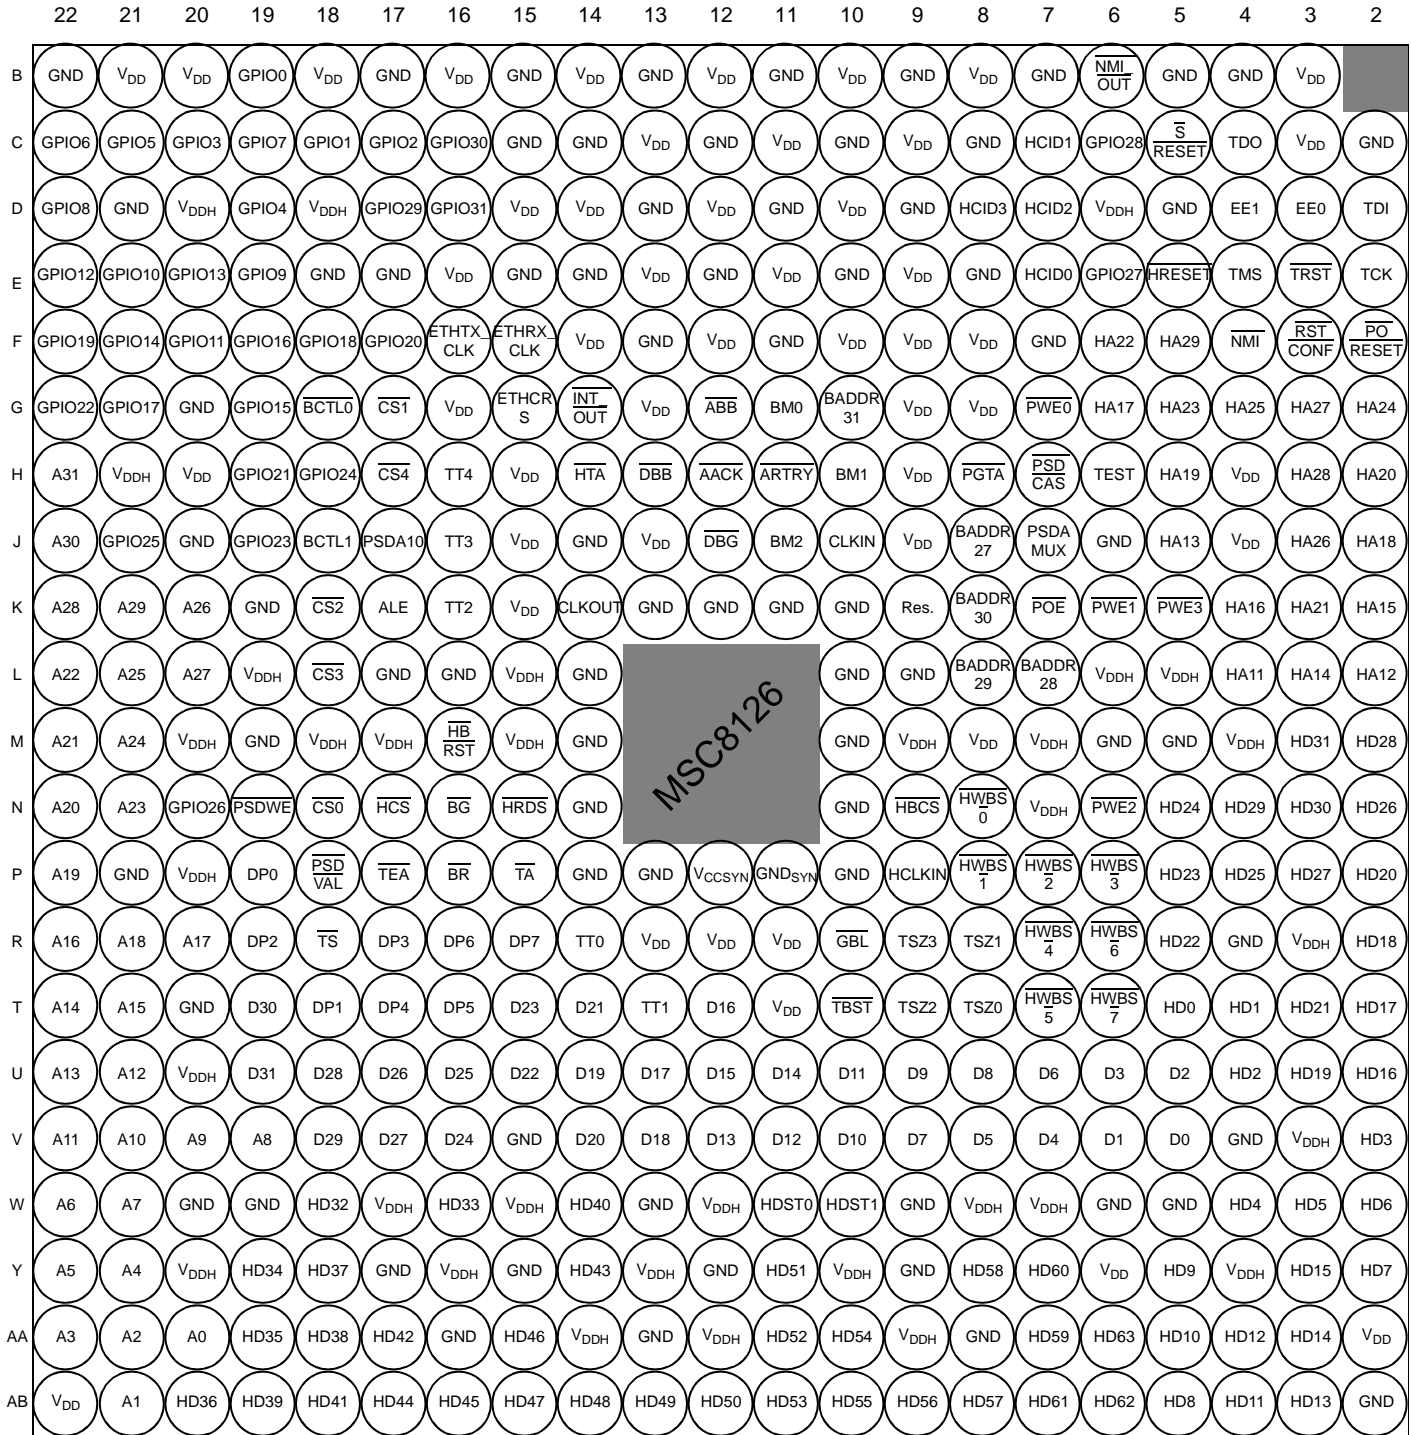 22 21 20 19 18 17 16 15 14 13 12 11 10 9 8 7 6 5 4 3 2
B GND VDD VDD GPIO0 VDD GND VDD GND VDD GND VDD GND VDD GND VDD GND NMI_OUT GND GND VDD
C GPIO6 GPIO5 GPIO3 GPIO7 GPIO1 GPIO2 GPIO30 GND GND VDD GND VDD GND VDD GND HCID1 GPIO28 S RESET TDO VDD GND
D GPIO8 GND VDDH GPIO4 VDDH GPIO29 GPIO31 VDD VDD GND VDD GND VDD GND HCID3 HCID2 VDDH GND EE1 EE0 TDI
E GPIO12 GPIO10 GPIO13 GPIO9 GND GND VDD GND GND VDD GND VDD GND VDD GND HCID0 GPIO27 HRESET TMS TRST TCK
F GPIO19 GPIO14 GPIO11 GPIO16 GPIO18 GPIO20 ETHTX_CLK ETHRX_CLK VDD GND VDD GND VDD VDD VDD GND HA22 HA29 NMI RST CONF PO RESET
G GPIO22 GPIO17 GND GPIO15 BCTL0 CS1 VDD ETHCRS INT_OUT VDD ABB BM0 BADDR 31 VDD VDD PWE0 HA17 HA23 HA25 HA27 HA24
H A31 VDDH VDD GPIO21 GPIO24 CS4 TT4 VDD HTA DBB AACK ARTRY BM1 VDD PGTA PSD CAS TEST HA19 VDD HA28 HA20
J A30 GPIO25 GND GPIO23 BCTL1 PSDA10 TT3 VDD GND VDD DBG BM2 CLKIN VDD BADDR 27 PSDA MUX GND HA13 VDD HA26 HA18
K A28 A29 A26 GND CS2 ALE TT2 VDD CLKOUT GND GND GND GND Res. BADDR 30 POE PWE1 PWE3 HA16 HA21 HA15
L A22 A25 A27 VDDH CS3 GND GND VDDH GND GND GND BADDR 29 BADDR 28 VDDH VDDH HA11 HA14 HA12
MSC8126
M A21 A24 VDDH GND VDDH VDDH HB RST VDDH GND GND VDDH VDD VDDH GND GND VDDH HD31 HD28
N A20 A23 GPIO26 PSDWE CS0 HCS BG HRDS GND GND HBCS HWBS 0 VDDH PWE2 HD24 HD29 HD30 HD26
P A19 GND VDDH DP0 PSD VAL TEA BR TA GND GND VCCSYN GNDSYN GND HCLKIN HWBS 1 HWBS 2 HWBS 3 HD23 HD25 HD27 HD20
R A16 A18 A17 DP2 TS DP3 DP6 DP7 TT0 VDD VDD VDD GBL TSZ3 TSZ1 HWBS 4 HWBS 6 HD22 GND VDDH HD18
T A14 A15 GND D30 DP1 DP4 DP5 D23 D21 TT1 D16 VDD TBST TSZ2 TSZ0 HWBS 5 HWBS 7 HD0 HD1 HD21 HD17
U A13 A12 VDDH D31 D28 D26 D25 D22 D19 D17 D15 D14 D11 D9 D8 D6 D3 D2 HD2 HD19 HD16
V A11 A10 A9 A8 D29 D27 D24 GND D20 D18 D13 D12 D10 D7 D5 D4 D1 D0 GND VDDH HD3
W A6 A7 GND GND HD32 VDDH HD33 VDDH HD40 GND VDDH HDST0 HDST1 GND VDDH VDDH GND GND HD4 HD5 HD6
Y A5 A4 VDDH HD34 HD37 GND VDDH GND HD43 VDDH GND HD51 VDDH GND HD58 HD60 VDD HD9 VDDH HD15 HD7
AA A3 A2 A0 HD35 HD38 HD42 GND HD46 VDDH GND VDDH HD52 HD54 VDDH GND HD59 HD63 HD10 HD12 HD14 VDD
AB VDD A1 HD36 HD39 HD41 HD44 HD45 HD47 HD48 HD49 HD50 HD53 HD55 HD56 HD57 HD61 HD62 HD8 HD11 HD13 GND